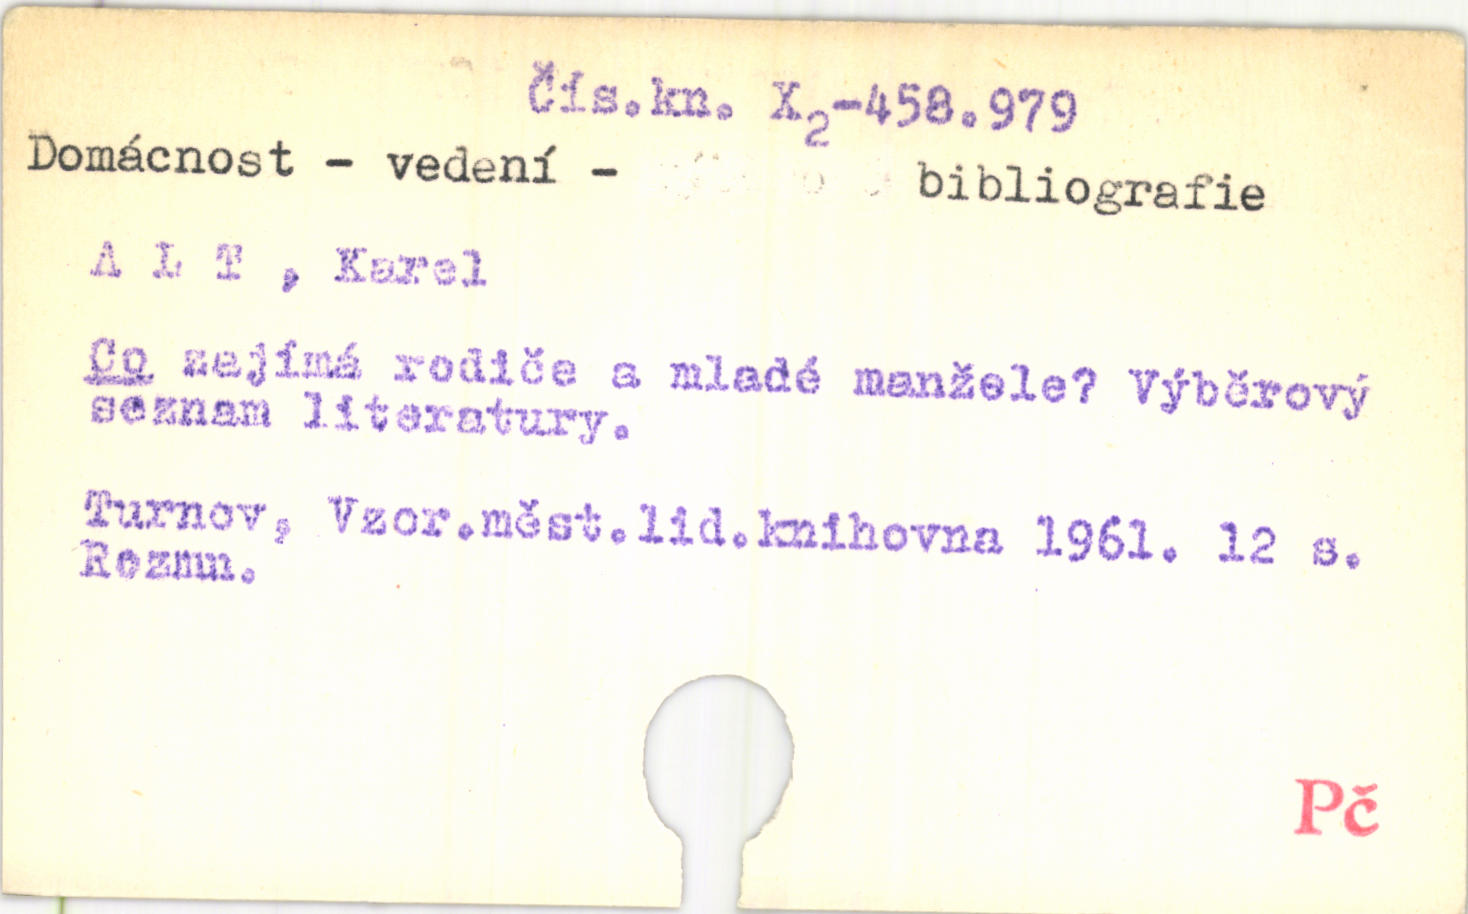 Čís.kn. X₂-458.979
Domácnost - vedení - bibliografie
A L T , Karel
Co zajímá rodiče a mladé manžele? Výběrový
seznam literatury.
Turnov, Vzor.měst.lid.knihovna 1961. 12 s.
Rozmn.
Pč